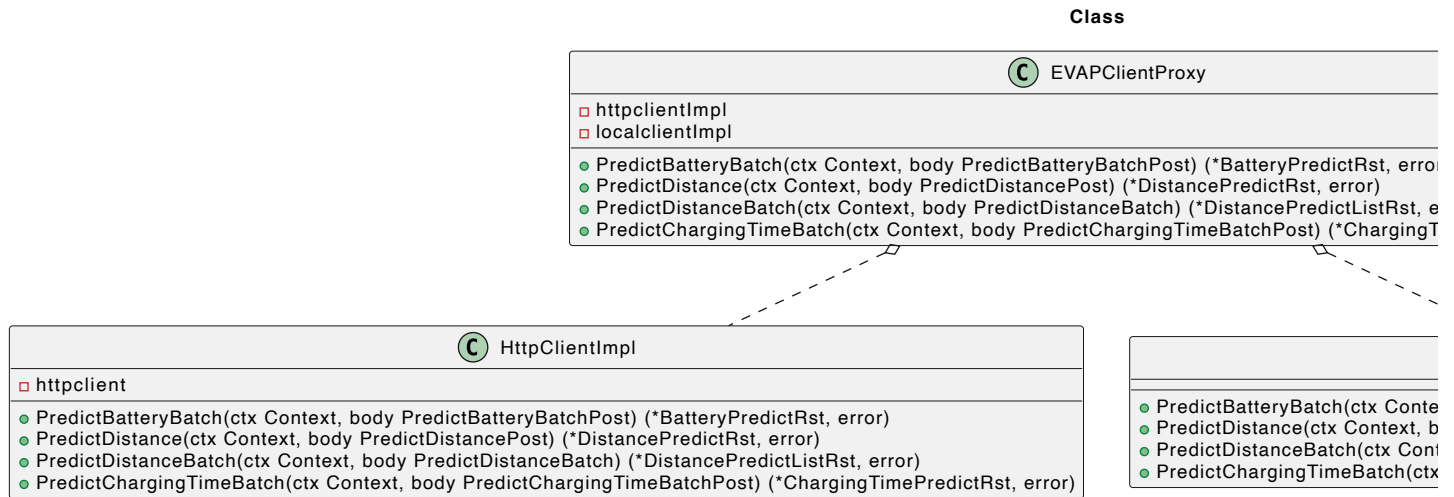 Class
C EVAPClientProxy
httpclientImpl
localclientImpl
PredictBatteryBatch(ctx Context, body PredictBatteryBatchPost) (*BatteryPredictRst, error
PredictDistance(ctx Context, body PredictDistancePost) (*DistancePredictRst, error)
PredictDistanceBatch(ctx Context, body PredictDistanceBatch) (*DistancePredictListRst, e
PredictChargingTimeBatch(ctx Context, body PredictChargingTimeBatchPost) (*ChargingT
C HttpClientImpl
httpclient
PredictBatteryBatch(ctx Context, body PredictBatteryBatchPost) (*BatteryPredictRst, error)
PredictDistance(ctx Context, body PredictDistancePost) (*DistancePredictRst, error)
PredictDistanceBatch(ctx Context, body PredictDistanceBatch) (*DistancePredictListRst, error)
PredictChargingTimeBatch(ctx Context, body PredictChargingTimeBatchPost) (*ChargingTimePredictRst, error)
PredictBatteryBatch(ctx Conte
PredictDistance(ctx Context, b
PredictDistanceBatch(ctx Cont
PredictChargingTimeBatch(ctx